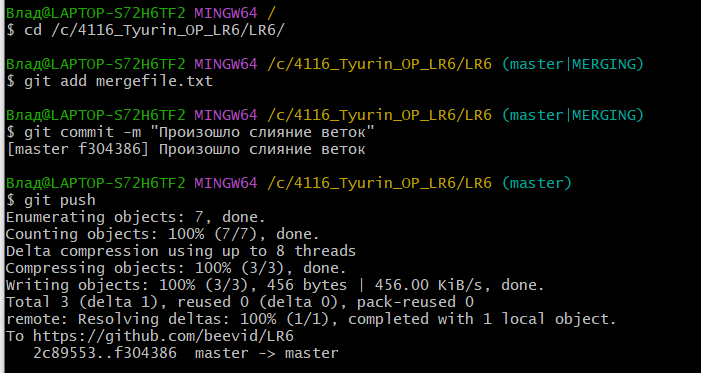 Влад@LAPTOP-S72H6TF2 MINGW64 /
$ cd /c/4116_Tyurin_OP_LR6/LR6/
Влад@LAPTOP-S72H6TF2 MINGW64 /c/4116_Tyurin_OP_LR6/LR6 (master|MERGING)
$ git add mergefile.txt
Влад@LAPTOP-S72H6TF2 MINGW64 /c/4116_Tyurin_OP_LR6/LR6 (master|MERGING)
$ git commit -m "Произошло слияние веток"
[master f304386] Произошло слияние веток
Влад@LAPTOP-S72H6TF2 MINGW64 /c/4116_Tyurin_OP_LR6/LR6 (master)
$ git push
Enumerating objects: 7, done.
Counting objects: 100% (7/7), done.
Delta compression using up to 8 threads
Compressing objects: 100% (3/3), done.
Writing objects: 100% (3/3), 456 bytes | 456.00 KiB/s, done.
Total 3 (delta 1), reused 0 (delta 0), pack-reused 0
remote: Resolving deltas: 100% (1/1), completed with 1 local object.
To https://github.com/beevid/LR6
2c89553..f304386 master -> master